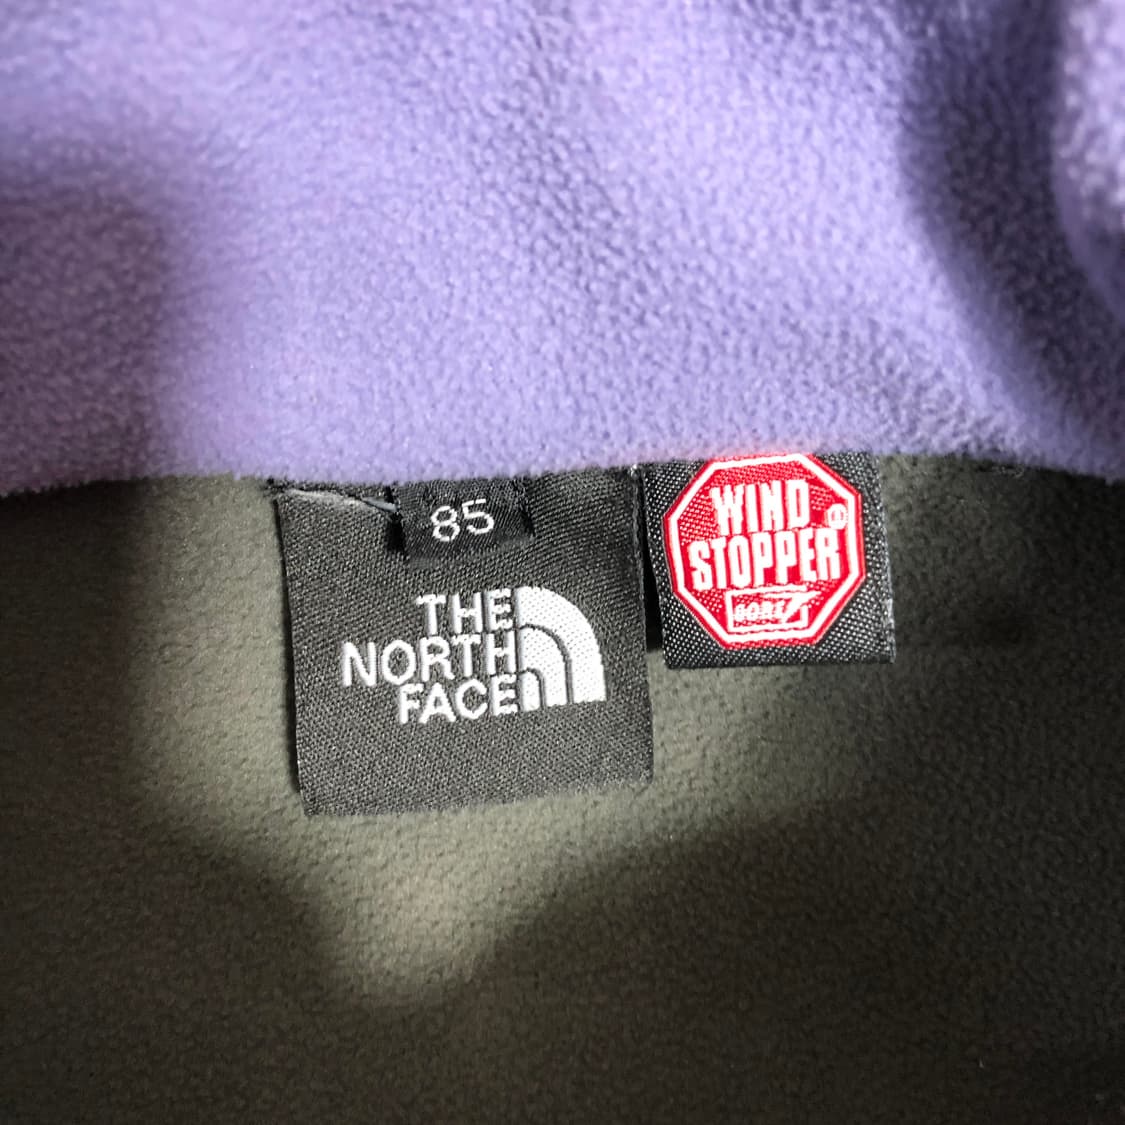 85
THE
NORTH
FACE
WIND
STOPPER
GORE